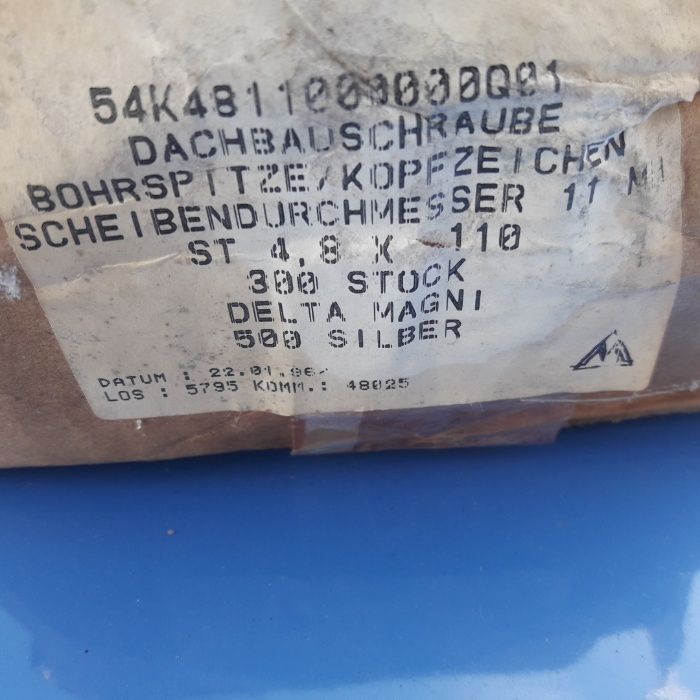 54K4811000000Q01
DACHBAUSCHRAUBE
BOHRSPITZE/KOPFZEICHEN
SCHEIBENDURCHMESSER 11 MM
ST 4,8 X 110
300 STOCK
DELTA MAGNI
500 SILBER
DATUM : 22.01.96/
LOS : 5795 KOMM.: 48025